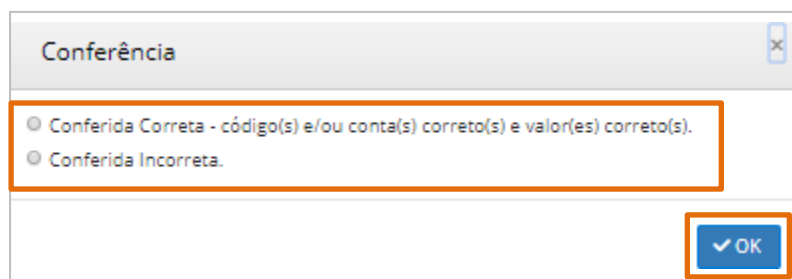 Conferência
×
Conferida Correta - código(s) e/ou conta(s) correto(s) e valor(es) correto(s).
Conferida Incorreta.
✔ OK